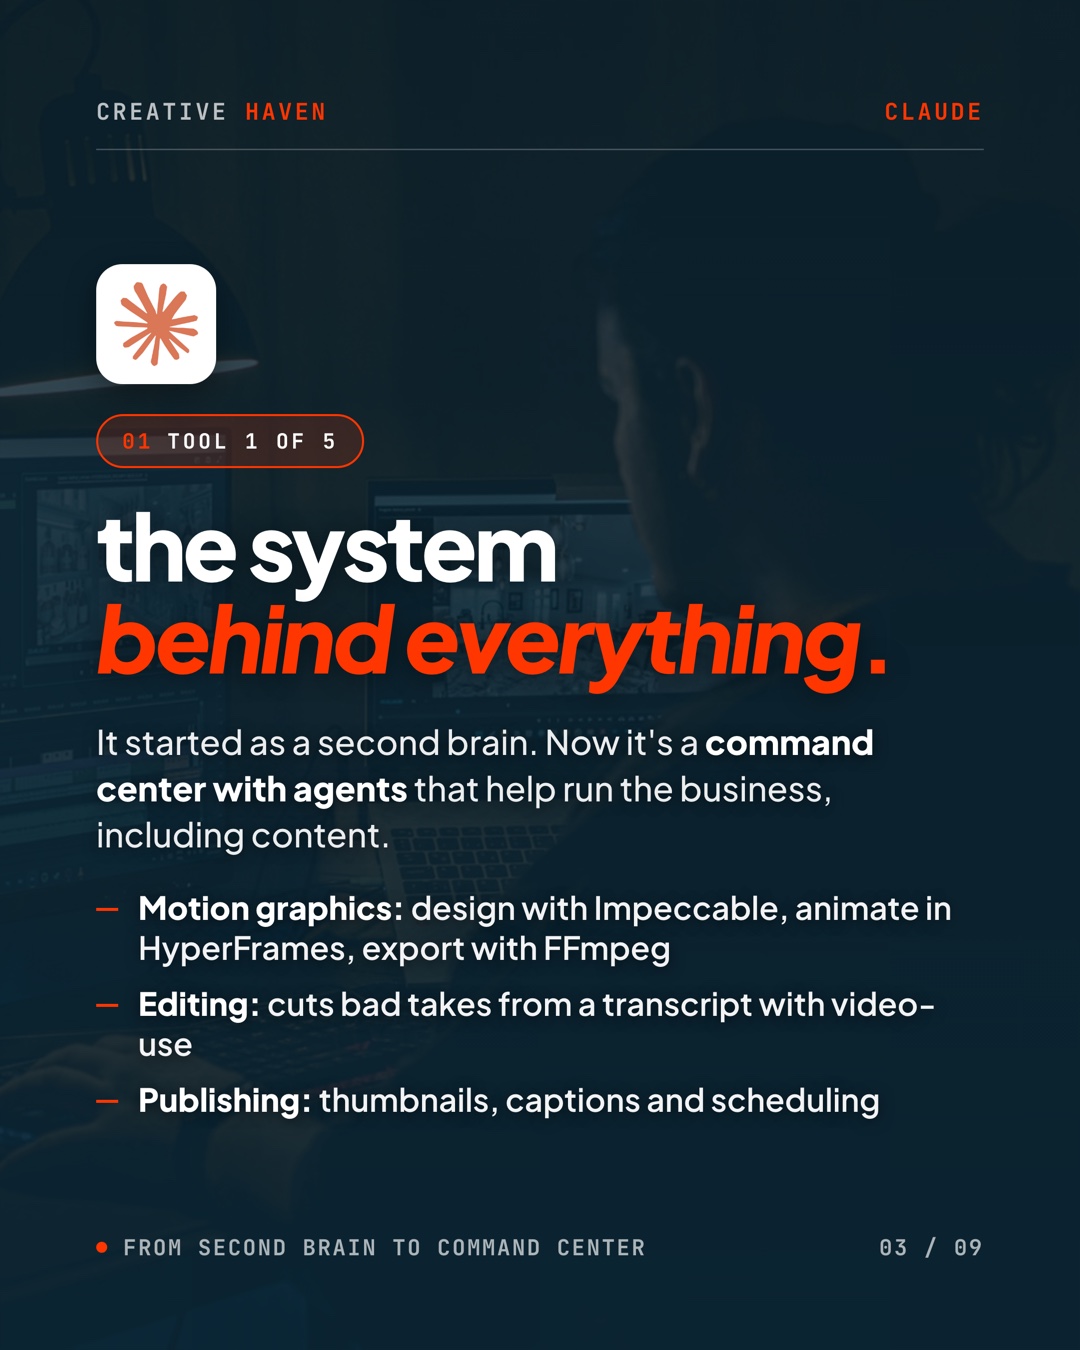 CREATIVE HAVEN
CLAUDE
01 TOOL 1 OF 5
the system
behind everything.
It started as a second brain. Now it's a command
center with agents that help run the business,
including content.
— Motion graphics: design with Impeccable, animate in
HyperFrames, export with FFmpeg
— Editing: cuts bad takes from a transcript with video-
use
— Publishing: thumbnails, captions and scheduling
FROM SECOND BRAIN TO COMMAND CENTER
03 / 09